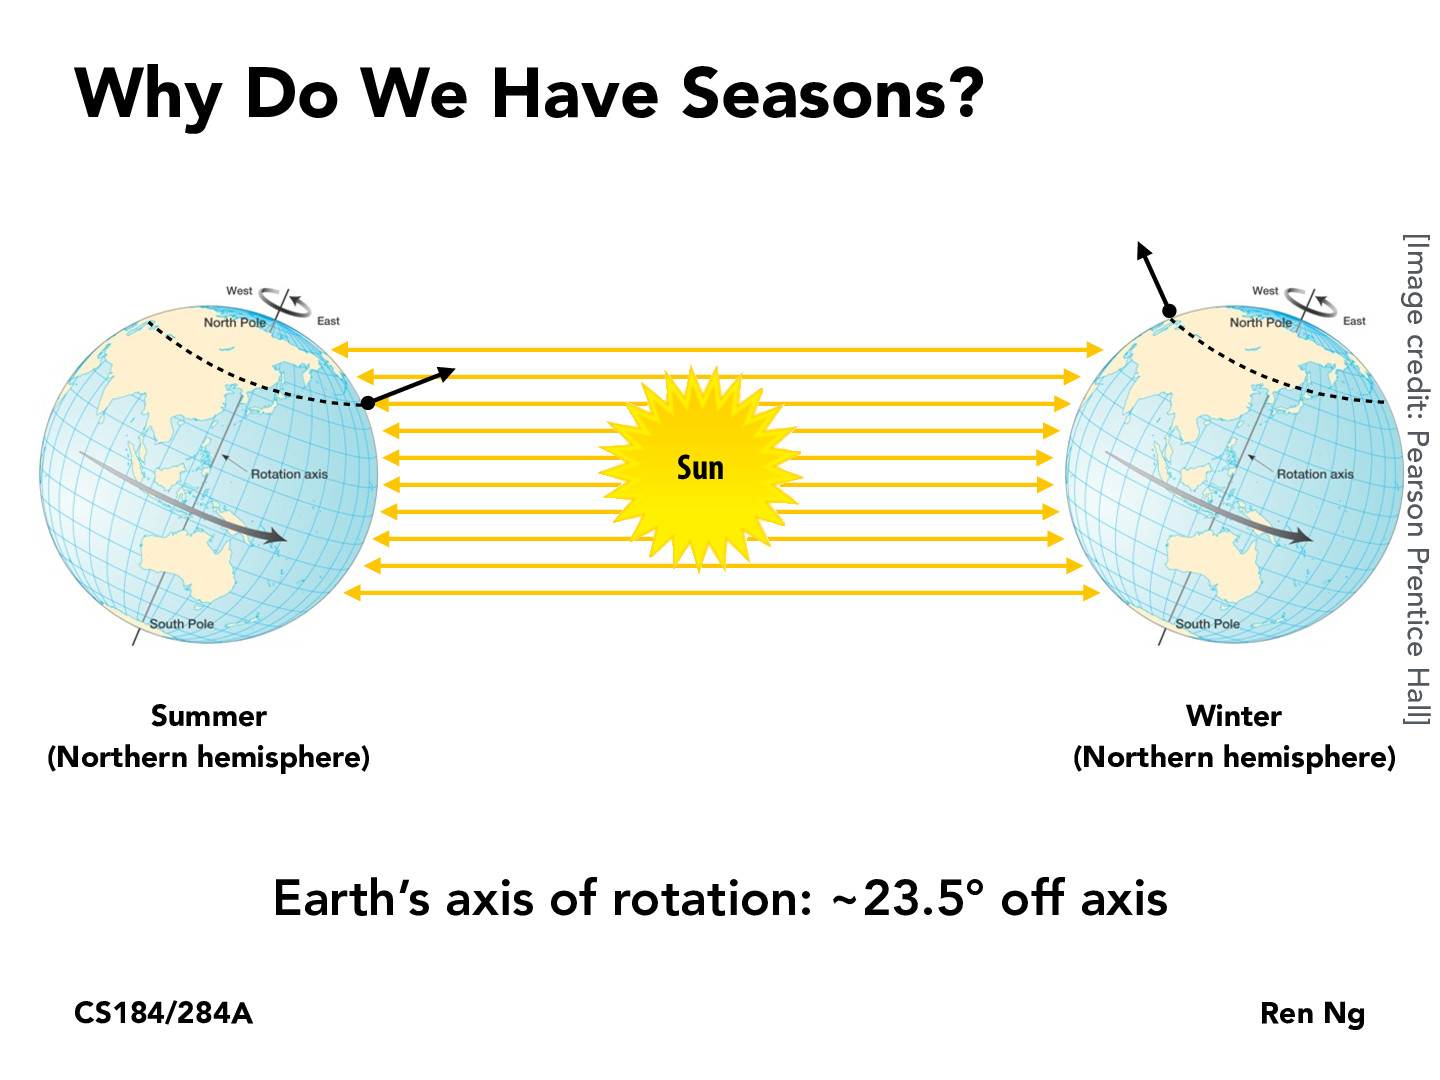 Why Do We Have Seasons?
West
North Pole
East
Rotation axis
South Pole
Sun
West
North Pole
East
Rotation axis
South Pole
[Image credit: Pearson Prentice Hall]
Summer
(Northern hemisphere)
Winter
(Northern hemisphere)
Earth’s axis of rotation: ~23.5° off axis
CS184/284A
Ren Ng